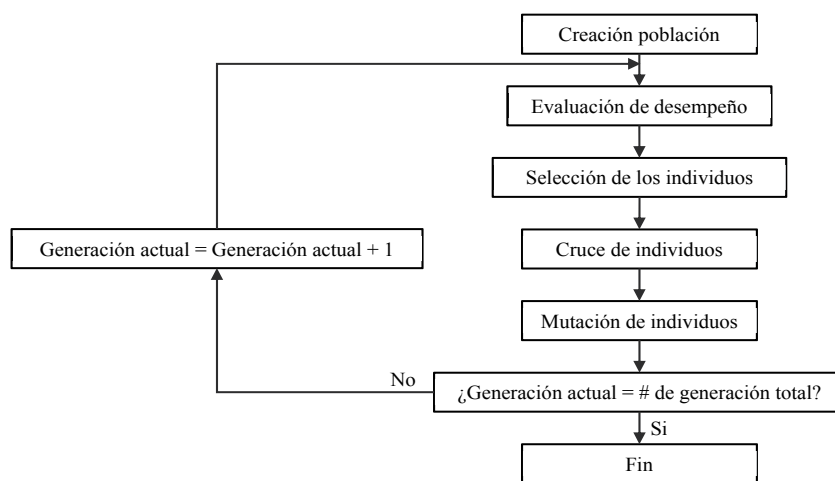 Creación población
Evaluación de desempeño
Selección de los individuos
Generación actual = Generación actual + 1
Cruce de individuos
Mutación de individuos
No
¿Generación actual = # de generación total?
Si
Fin